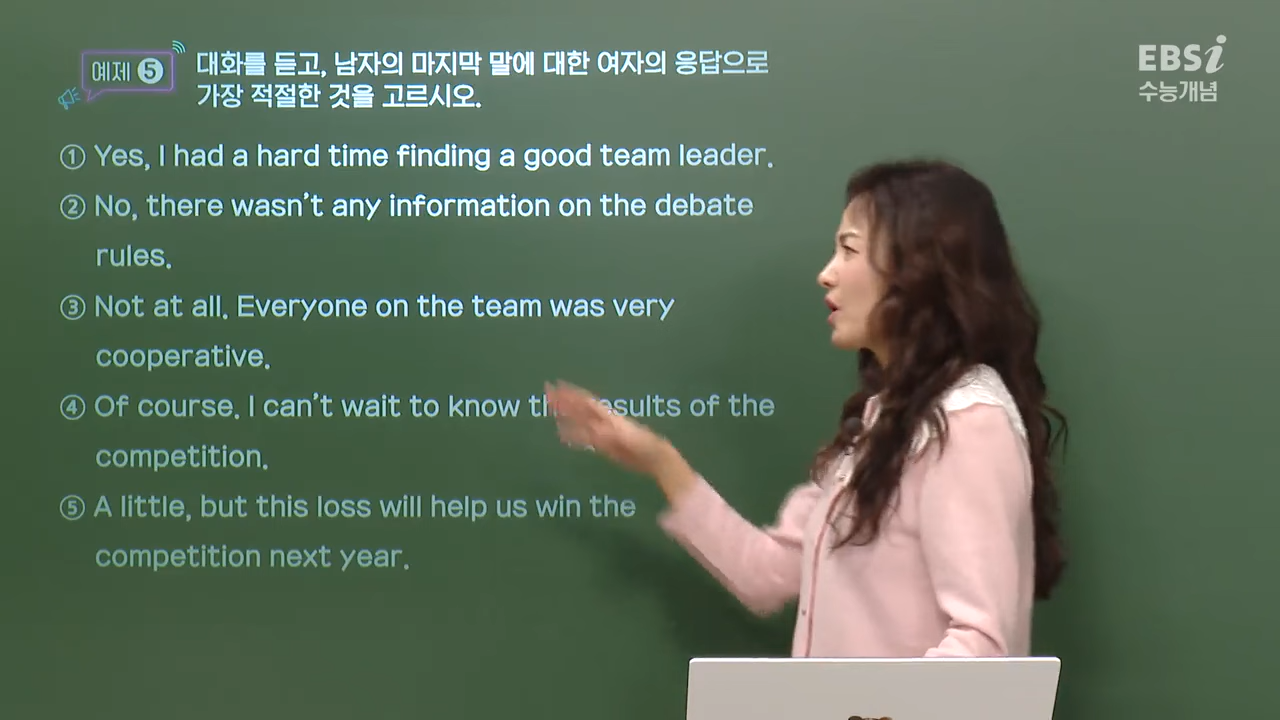 예제 5
대화를 듣고, 남자의 마지막 말에 대한 여자의 응답으로
가장 적절한 것을 고르시오.
EBSi
수능개념
① Yes, I had a hard time finding a good team leader.
② No, there wasn't any information on the debate
rules.
③ Not at all. Everyone on the team was very
cooperative.
④ Of course. I can't wait to know the results of the
competition.
⑤ A little, but this loss will help us win the
competition next year.